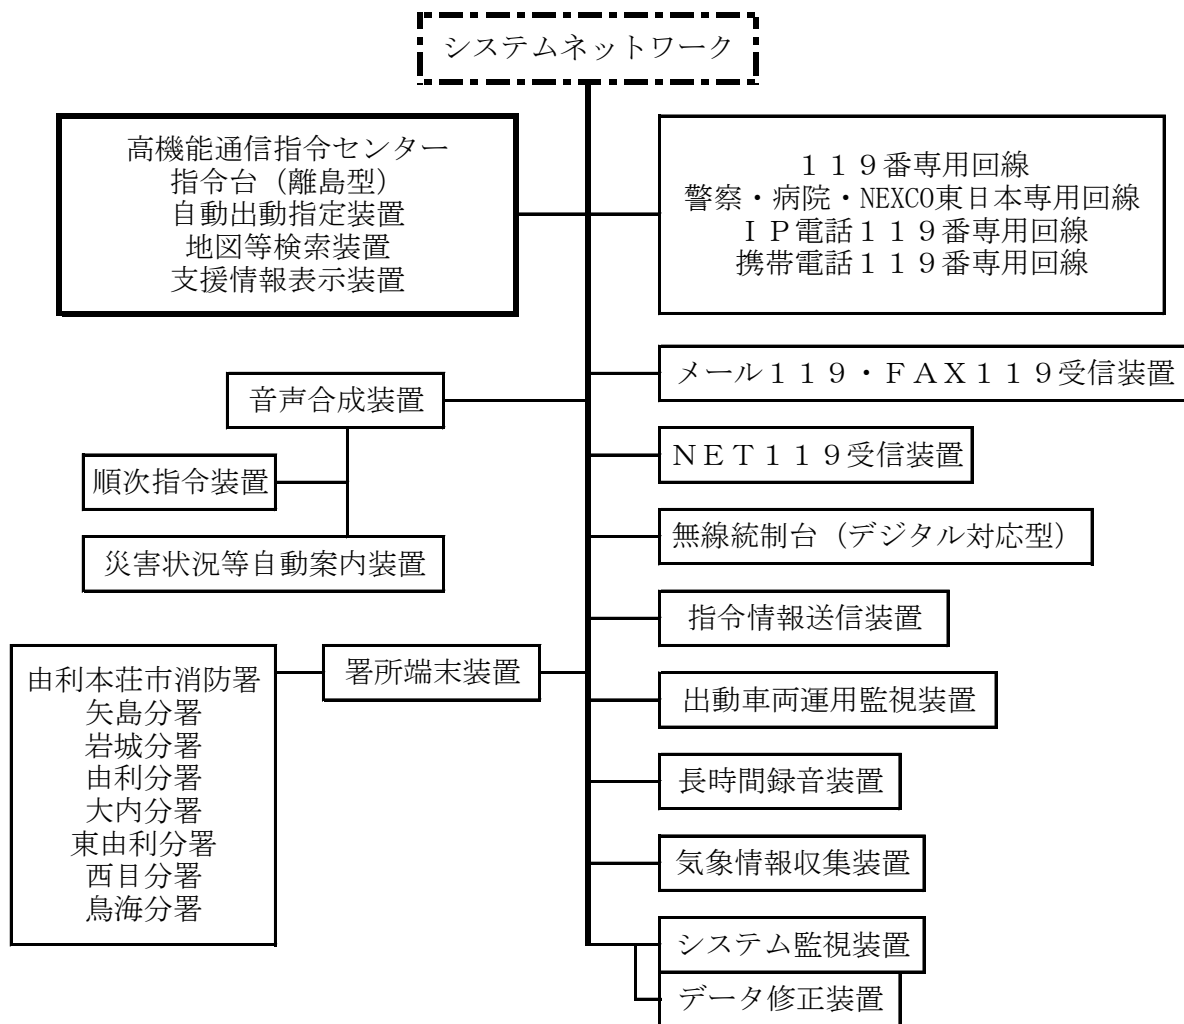 システムネットワーク
高機能通信指令センター
指令台（離島型）
自動出動指定装置
地図等検索装置
支援情報表示装置
１１９番専用回線
警察・病院・NEXCO東日本専用回線
ＩＰ電話１１９番専用回線
携帯電話１１９番専用回線
メール１１９・ＦＡＸ１１９受信装置
音声合成装置
ＮＥＴ１１９受信装置
順次指令装置
無線統制台（デジタル対応型）
災害状況等自動案内装置
指令情報送信装置
署所端末装置
由利本荘市消防署
矢島分署
岩城分署
由利分署
大内分署
東由利分署
西目分署
鳥海分署
出動車両運用監視装置
長時間録音装置
気象情報収集装置
システム監視装置
データ修正装置